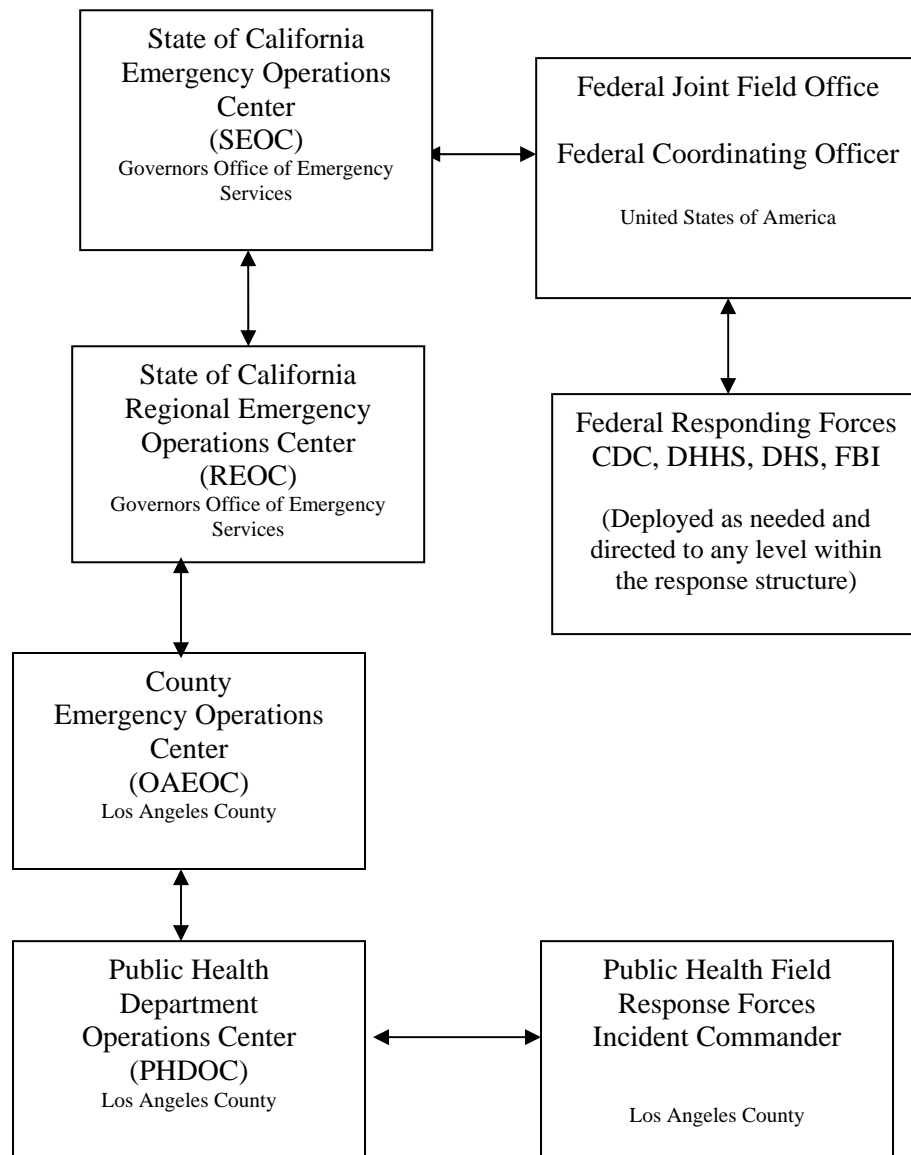 State of California
Emergency Operations
Center
(SEOC)
Governors Office of Emergency
Services
Federal Joint Field Office
Federal Coordinating Officer
United States of America
State of California
Regional Emergency
Operations Center
(REOC)
Governors Office of Emergency
Services
Federal Responding Forces
CDC, DHHS, DHS, FBI
(Deployed as needed and
directed to any level within
the response structure)
County
Emergency Operations
Center
(OAEOC)
Los Angeles County
Public Health
Department
Operations Center
(PHDOC)
Los Angeles County
Public Health Field
Response Forces
Incident Commander
Los Angeles County